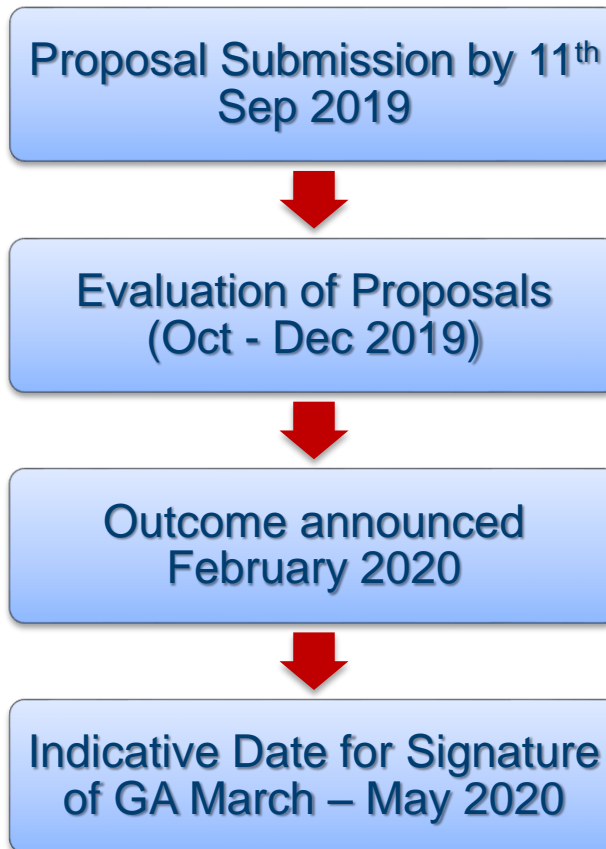 Proposal Submission by 11th
Sep 2019
Evaluation of Proposals
(Oct - Dec 2019)
Outcome announced
February 2020
Indicative Date for Signature
of GA March – May 2020